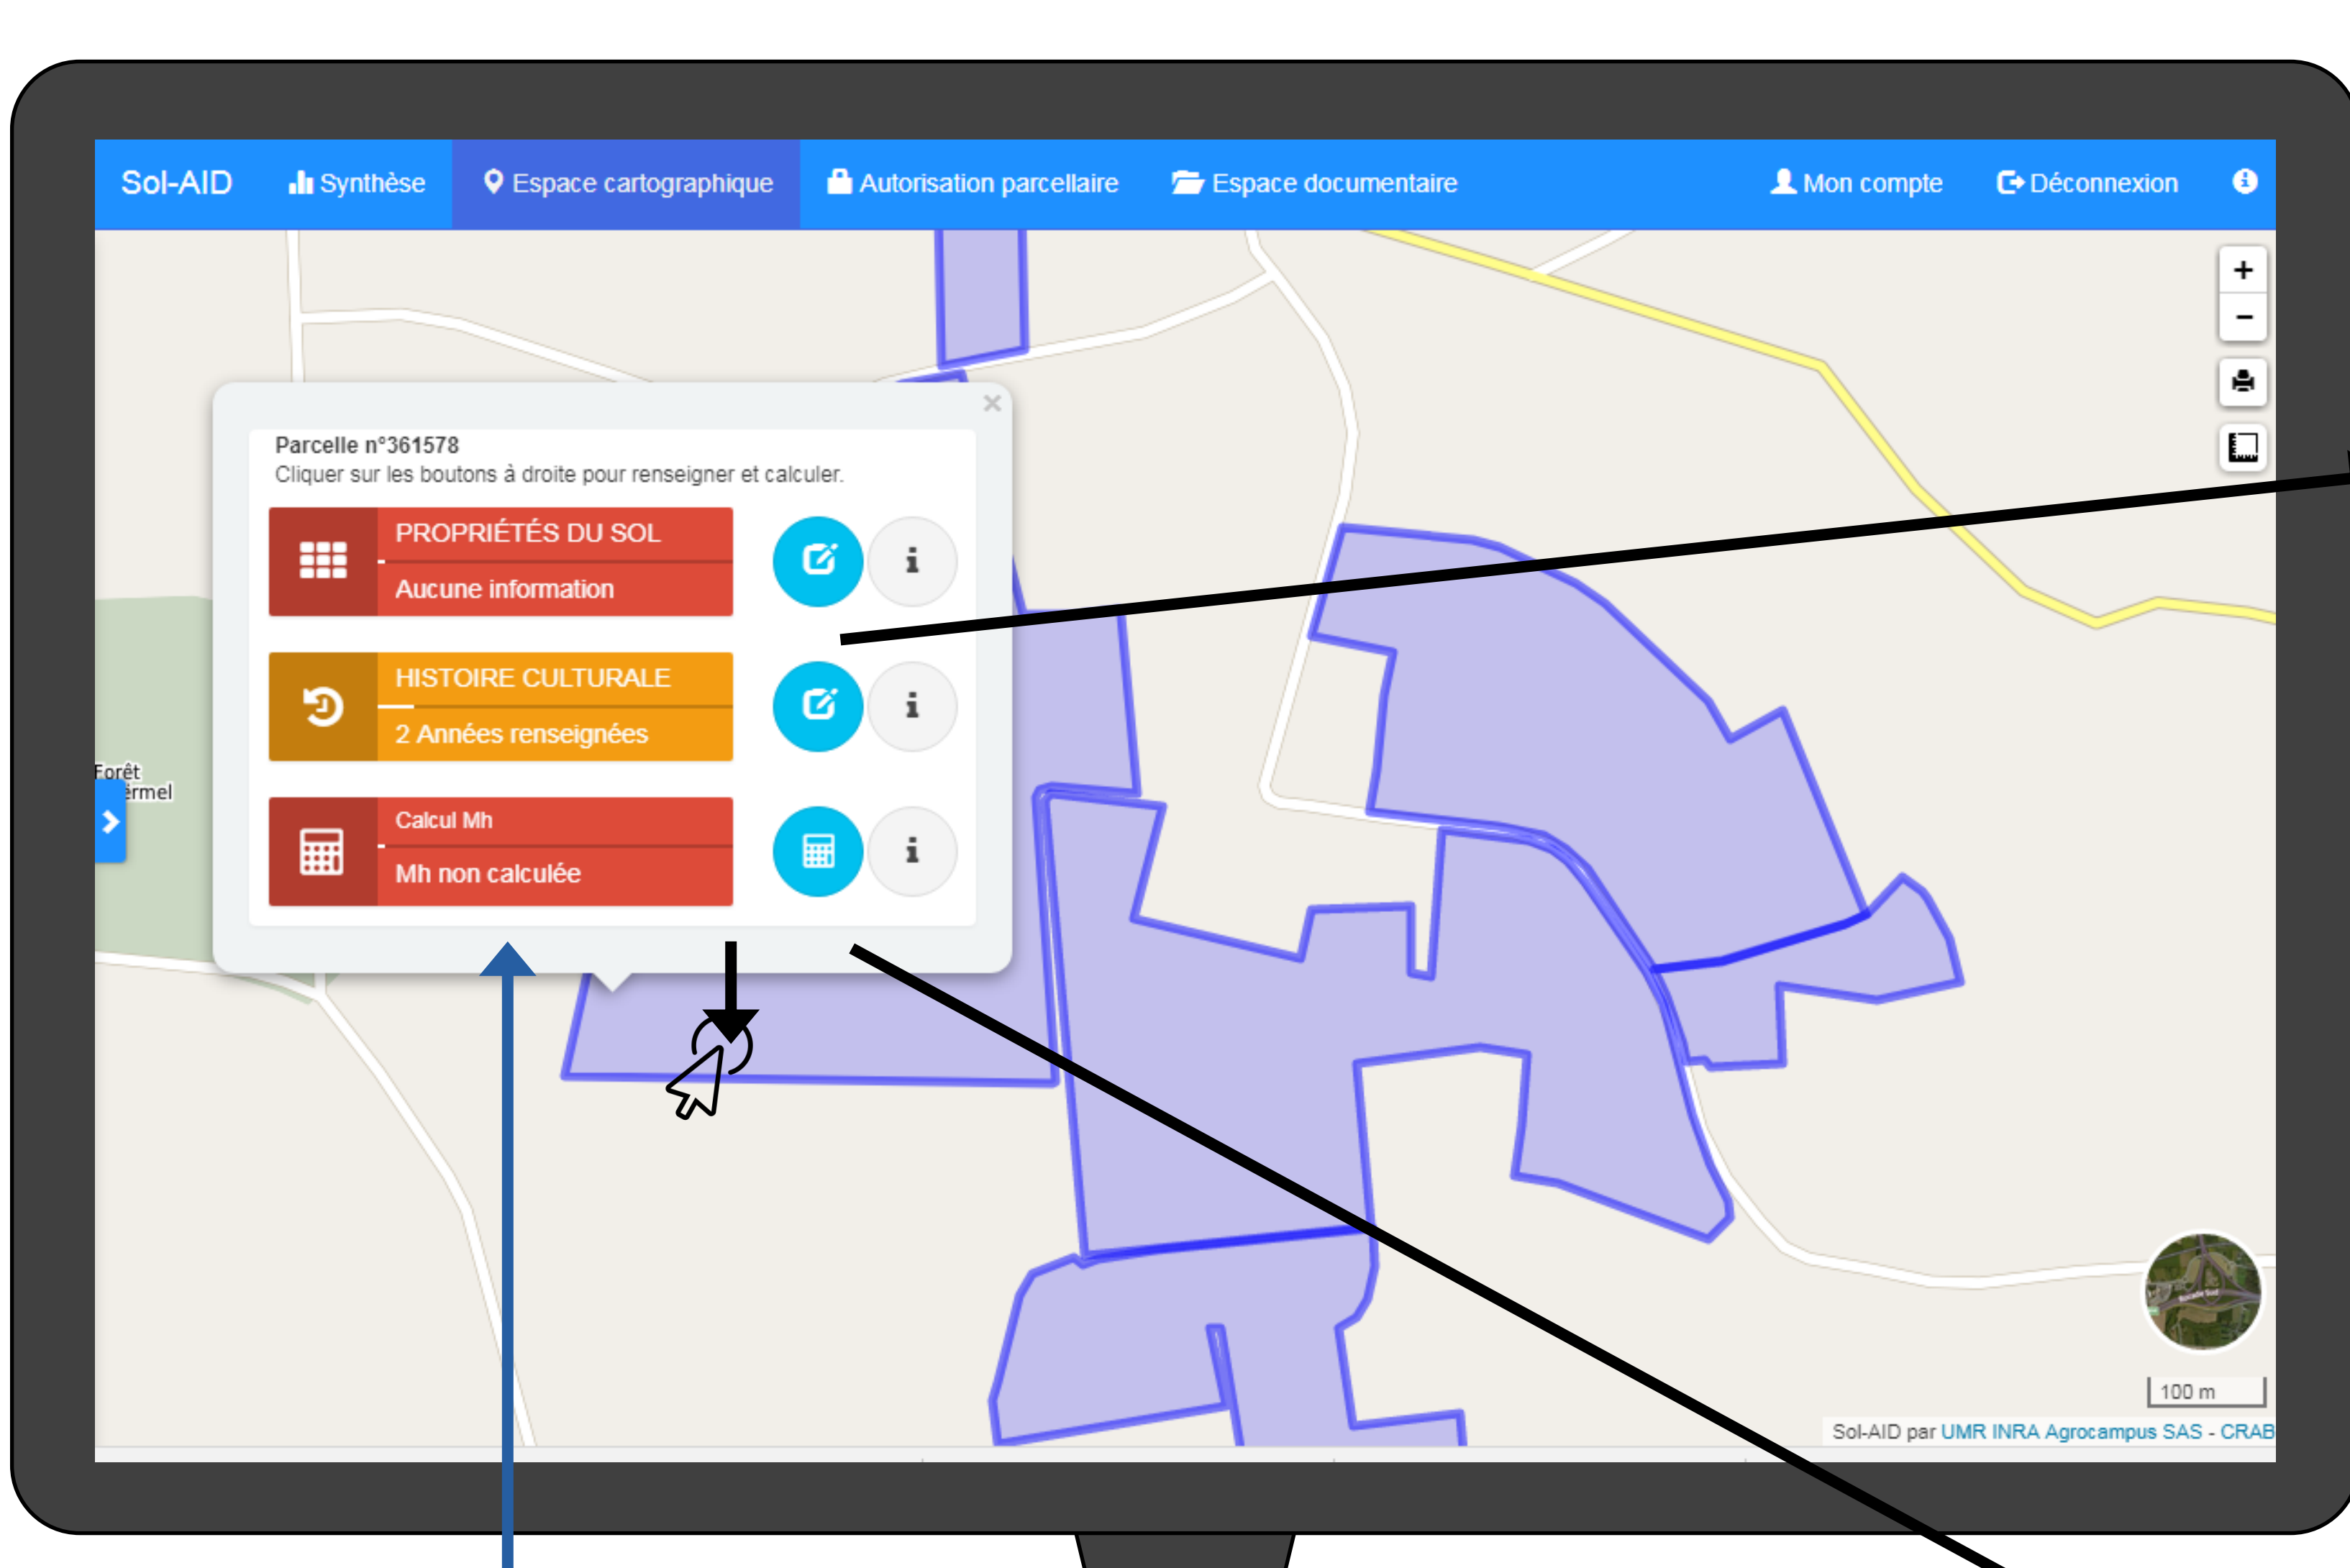 Sol-AID Synthèse Espace cartographique Autorisation parcellaire Espace documentaire Mon compte Déconnexion
+
−
Parcelle n°361578
Cliquer sur les boutons à droite pour renseigner et calculer.
PROPRIÉTÉS DU SOL
Aucune information
HISTOIRE CULTURALE
2 Années renseignées
Calcul Mh
Mh non calculée
Forêt
100 m
Sol-AID par UMR INRA Agrocampus SAS - CRAB